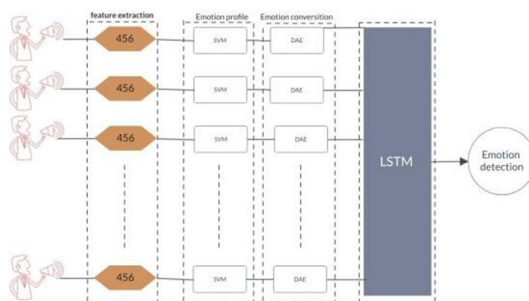 feature extraction Emotion profile Emotion conversition
456 SVM DAE
456 SVM DAE
456 SVM DAE
LSTM
Emotion
detection
456 SVM DAE